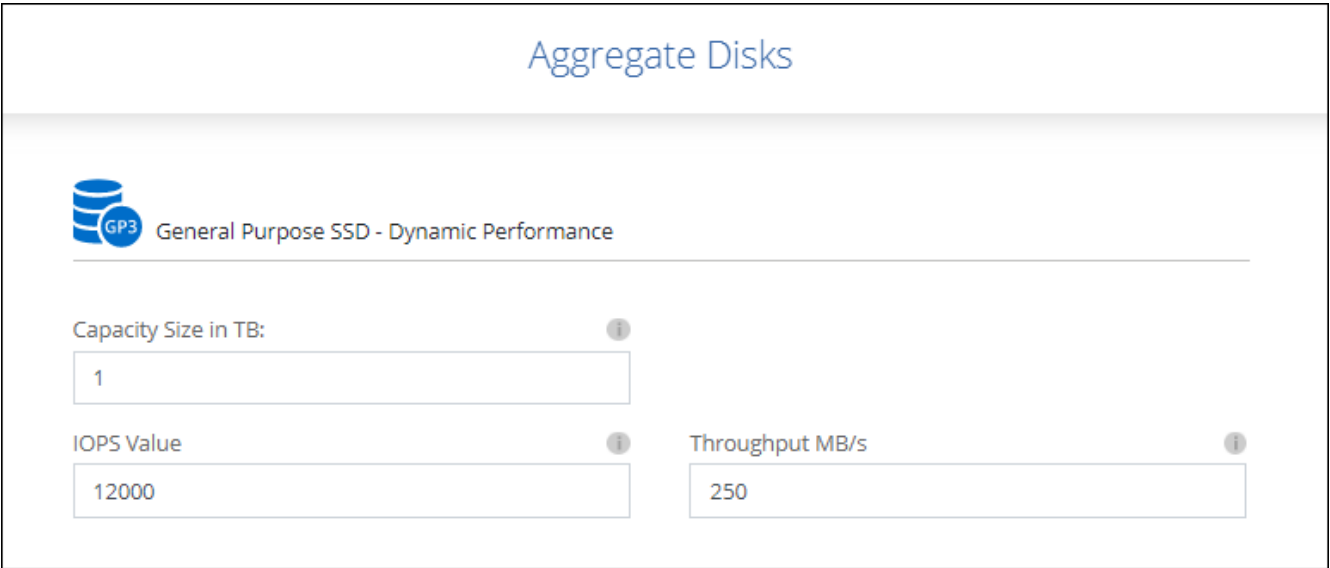 Aggregate Disks
GP3
General Purpose SSD - Dynamic Performance
Capacity Size in TB:
1
IOPS Value
Throughput MB/s
12000
250